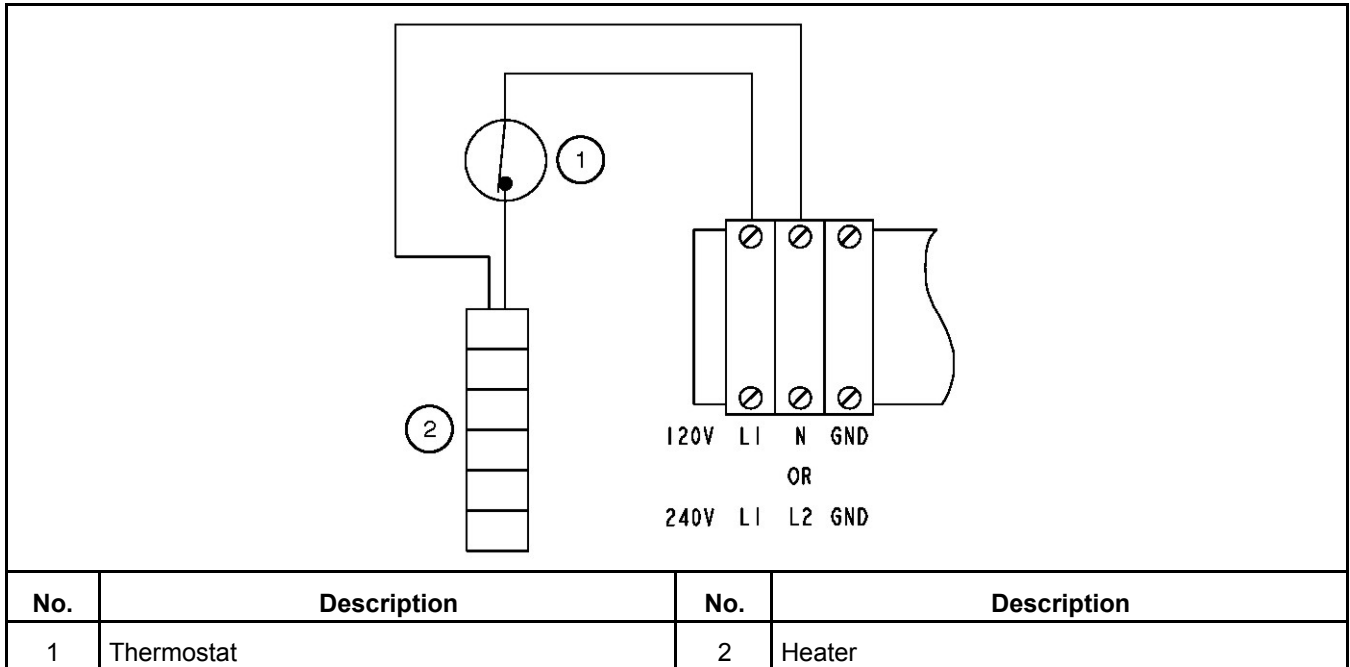 1
2
120V L1 N GND
OR
240V L1 L2 GND
No. Description No. Description
1 Thermostat 2 Heater